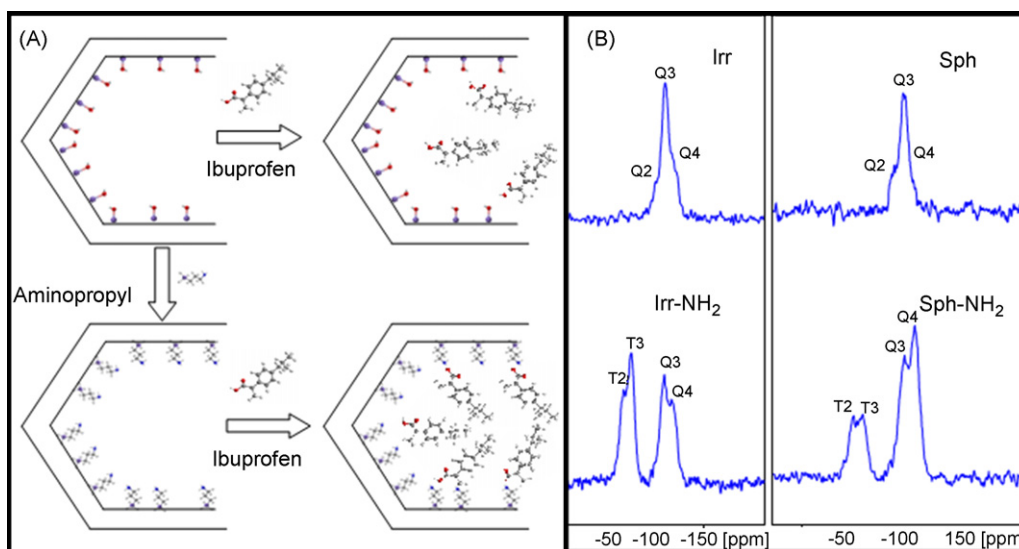 (A)
Ibuprofen
Aminopropyl
Ibuprofen
(B)
Irr
Q3
Q2
Q4
Sph
Q3
Q2
Q4
Irr-NH₂
T3
T2
Q3
Q4
Sph-NH₂
Q4
Q3
T2
T3
-50 -100 -150 [ppm]
-50 -100 150 [ppm]